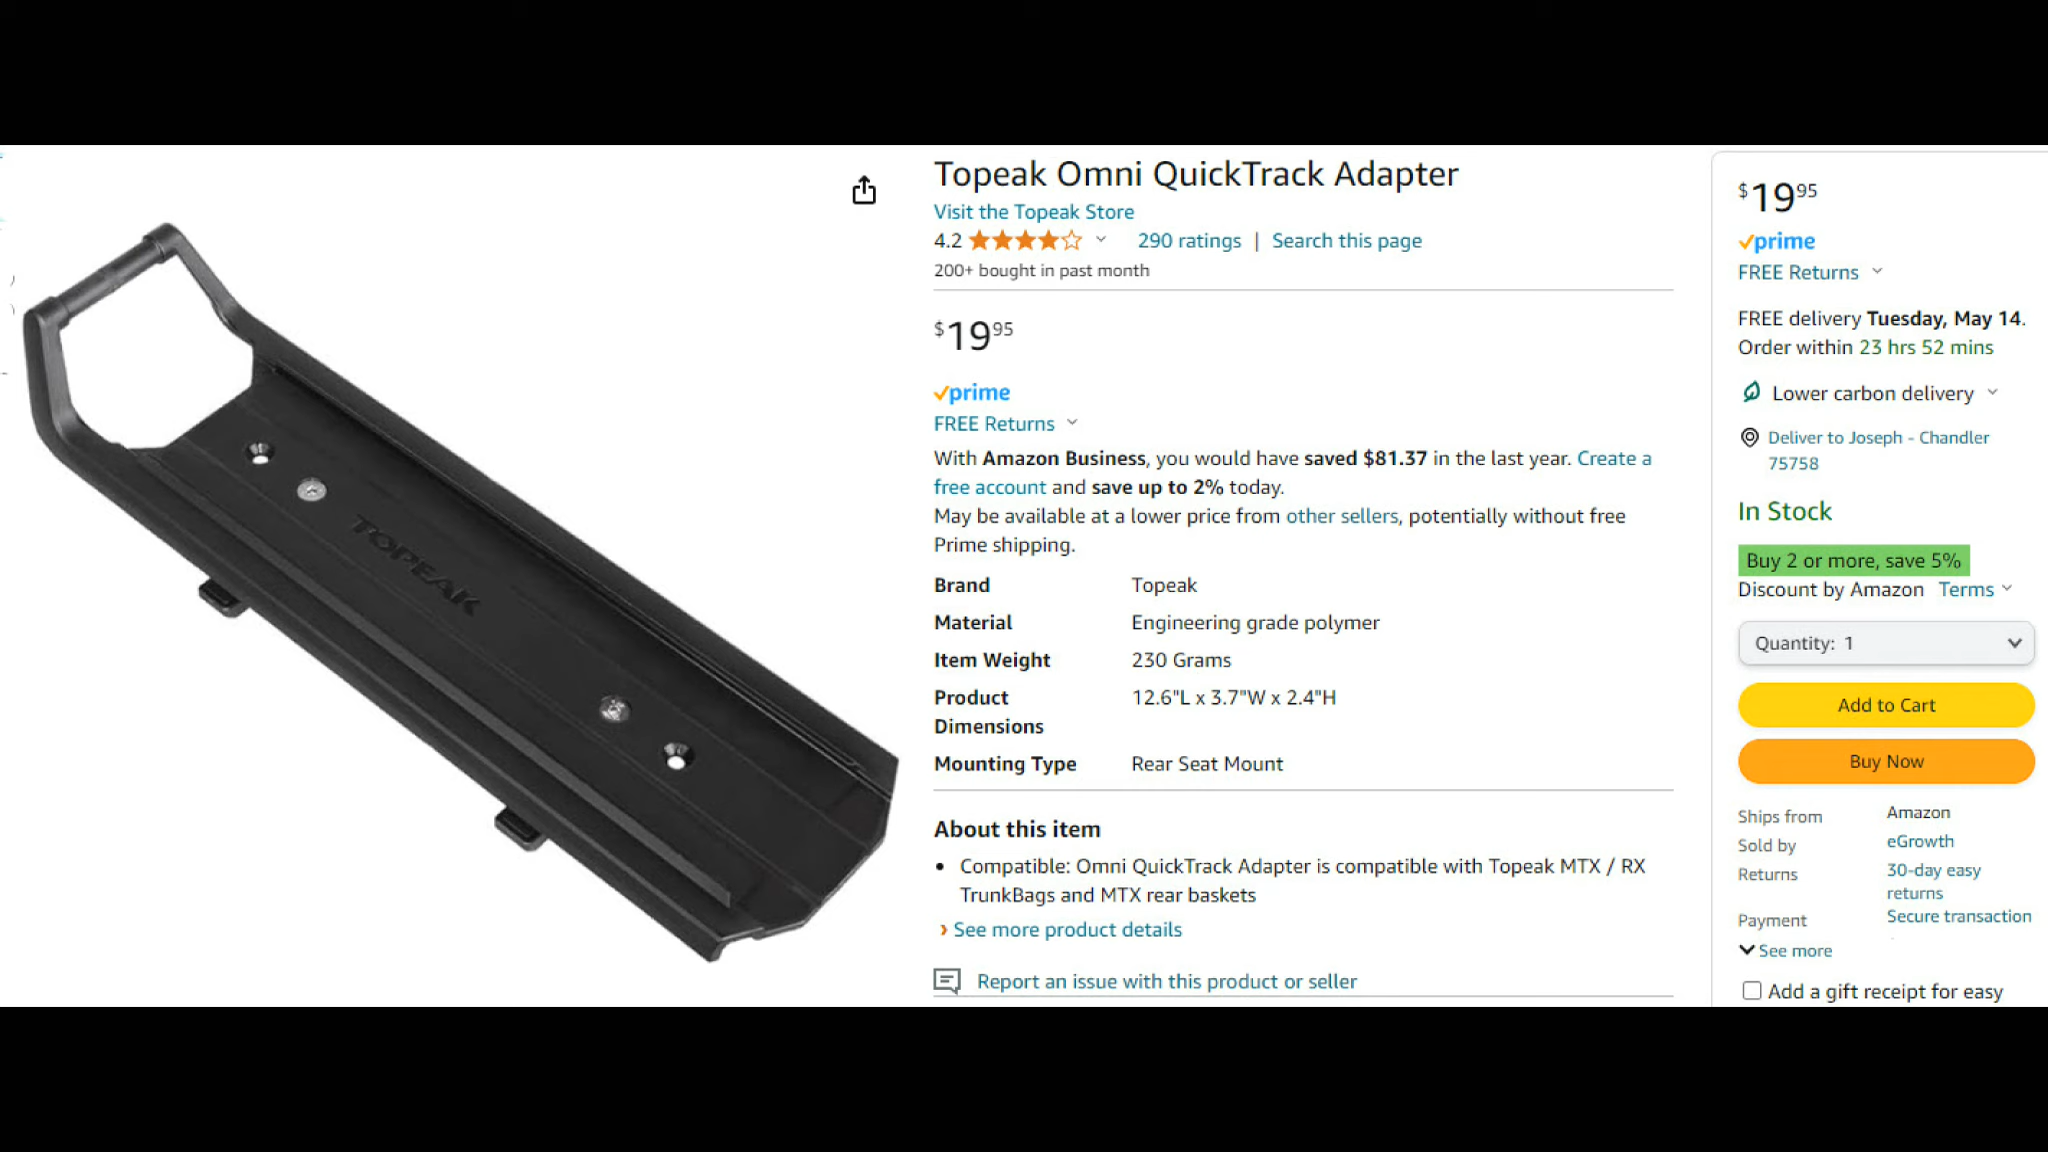 TOPEAK
Topeak Omni QuickTrack Adapter
Visit the Topeak Store
4.2 290 ratings | Search this page
200+ bought in past month
$19 95
prime
FREE Returns
With Amazon Business, you would have saved $81.37 in the last year. Create a
free account and save up to 2% today.
May be available at a lower price from other sellers, potentially without free
Prime shipping.
Brand Topeak
Material Engineering grade polymer
Item Weight 230 Grams
Product 12.6"L x 3.7"W x 2.4"H
Dimensions
Mounting Type Rear Seat Mount
About this item
• Compatible: Omni QuickTrack Adapter is compatible with Topeak MTX / RX
TrunkBags and MTX rear baskets
› See more product details
Report an issue with this product or seller
$19 95
prime
FREE Returns
FREE delivery Tuesday, May 14.
Order within 23 hrs 52 mins
Lower carbon delivery
Deliver to Joseph - Chandler
75758
In Stock
Buy 2 or more, save 5%
Discount by Amazon Terms
Quantity: 1
Add to Cart
Buy Now
Ships from Amazon
Sold by eGrowth
Returns 30-day easy
returns
Payment Secure transaction
See more
Add a gift receipt for easy